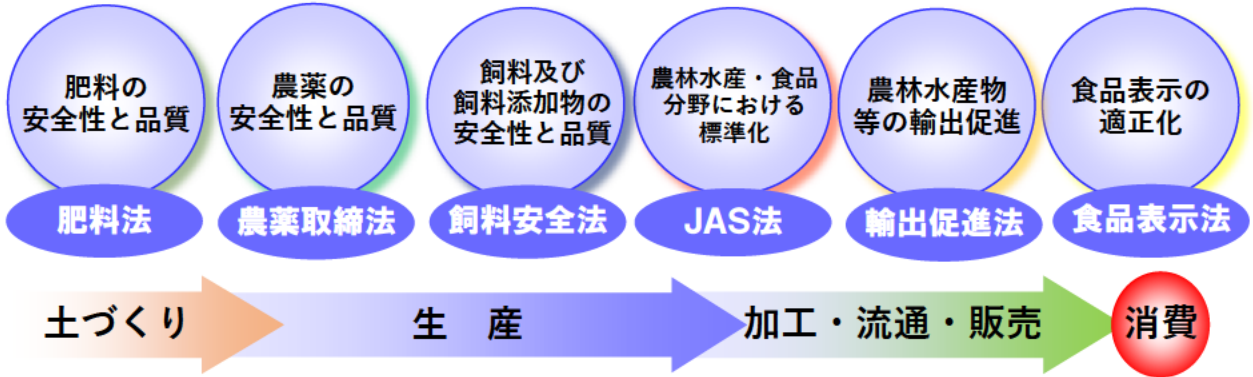 肥料の
安全性と品質
農薬の
安全性と品質
飼料及び
飼料添加物の
安全性と品質
農林水産・食品
分野における
標準化
農林水産物
等の輸出促進
食品表示の
適正化
肥料法
農薬取締法
飼料安全法
JAS法
輸出促進法
食品表示法
土づくり
生　産
加工・流通・販売
消費